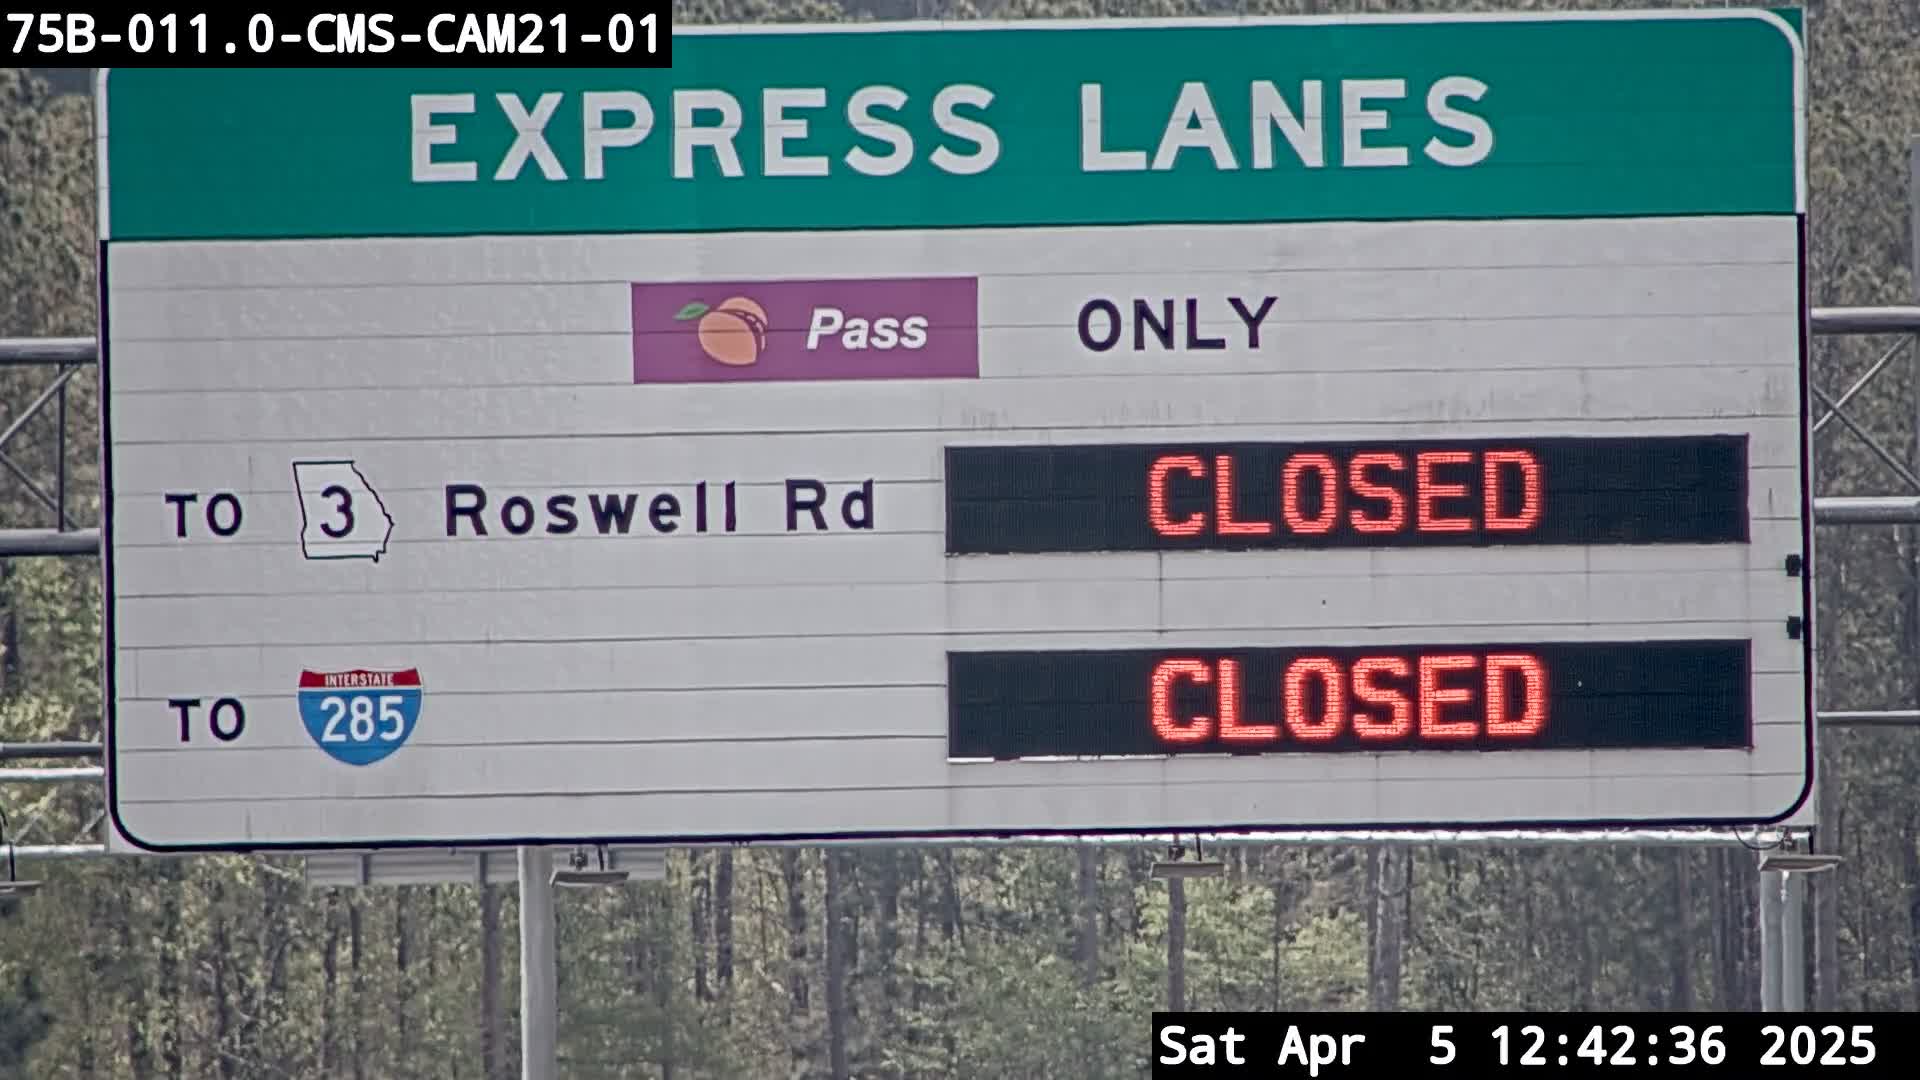 75B-011.0-CMS-CAM21-01
EXPRESS LANES
Pass ONLY
TO 3 Roswell Rd CLOSED
TO INTERSTATE 285 CLOSED
Sat Apr 5 12:42:36 2025